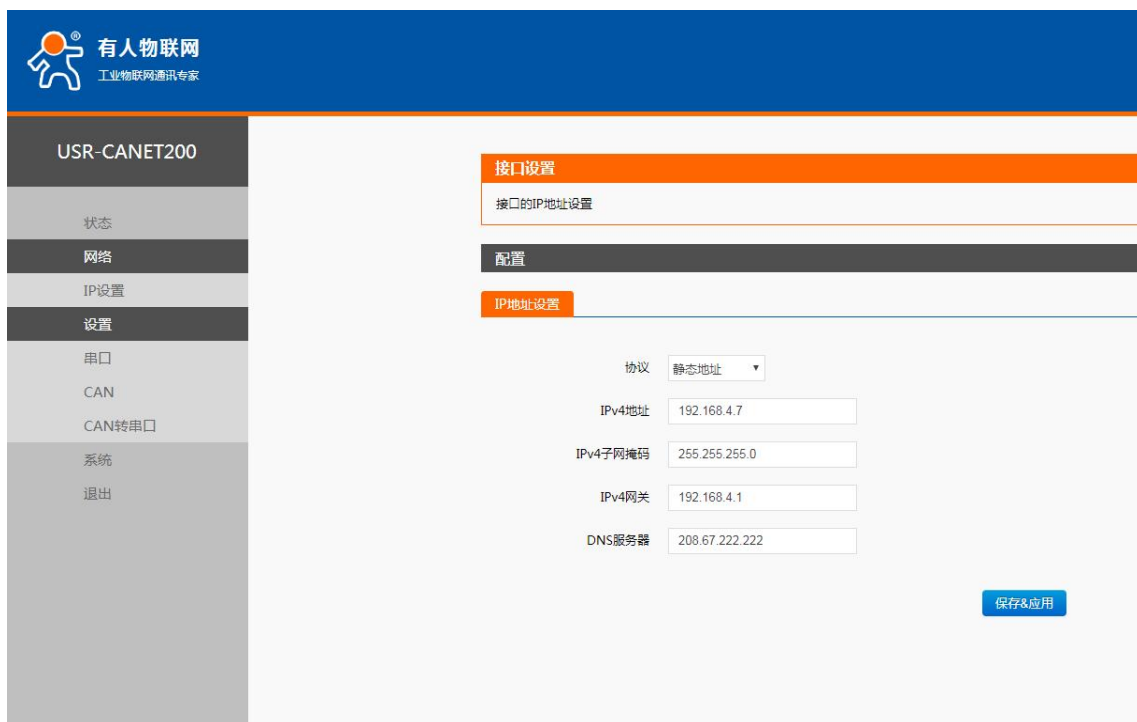 ®
有人物联网
工业物联网通讯专家
USR-CANET200
状态
网络
IP设置
设置
串口
CAN
CAN转串口
系统
退出
接口设置
接口的IP地址设置
配置
IP地址设置
协议 静态地址
IPv4地址 192.168.4.7
IPv4子网掩码 255.255.255.0
IPv4网关 192.168.4.1
DNS服务器 208.67.222.222
保存&应用